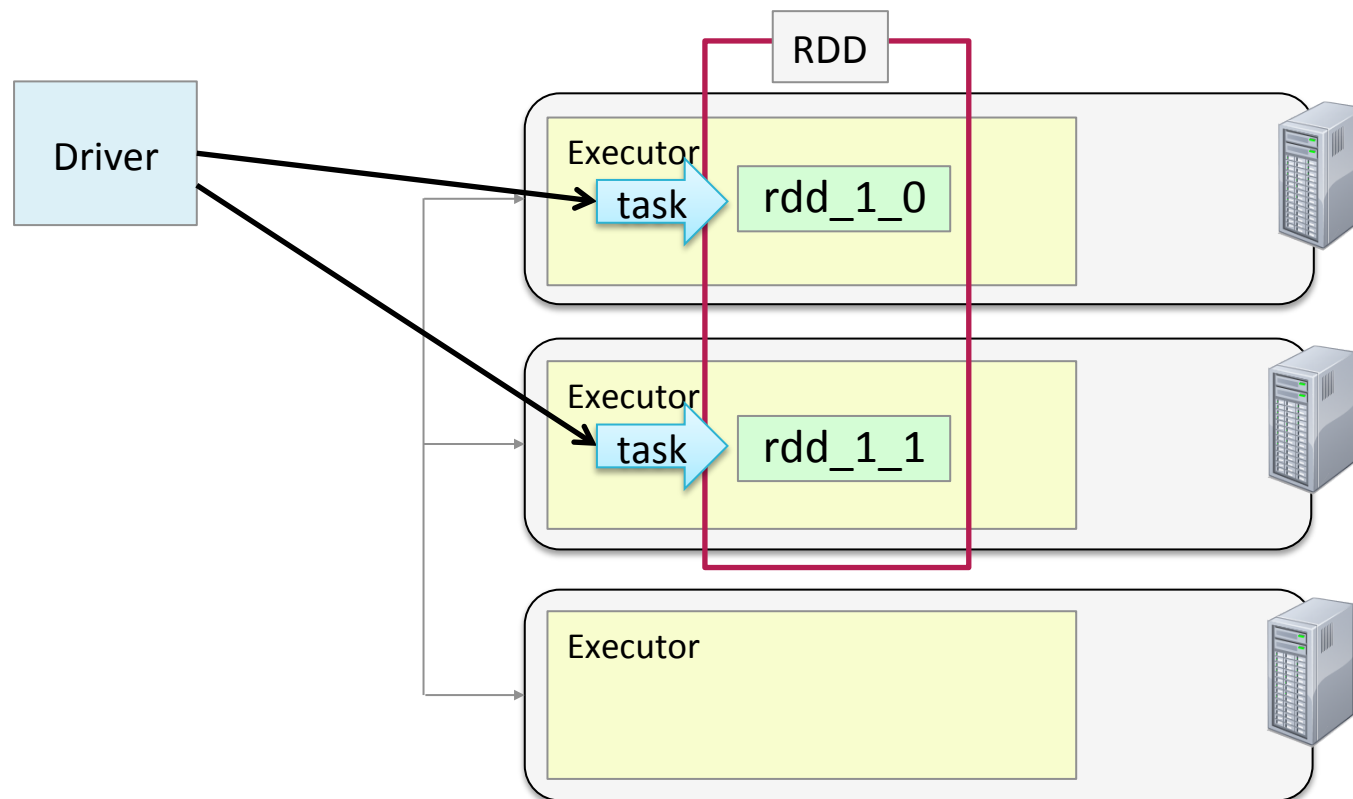 RDD
Driver
Executor
task
rdd_1_0
Executor
task
rdd_1_1
Executor